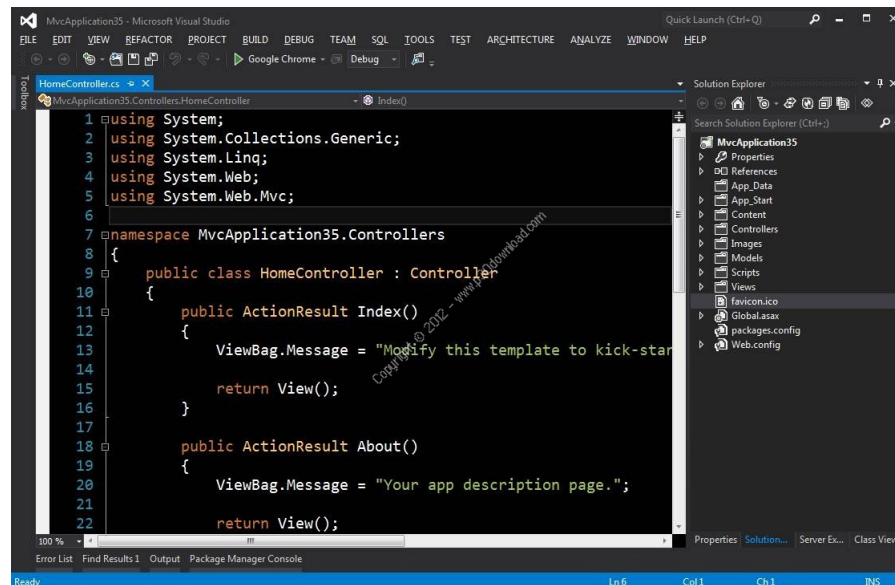 MvcApplication35 - Microsoft Visual Studio
Quick Launch (Ctrl+Q)
FILE EDIT VIEW REFACTOR PROJECT BUILD DEBUG TEAM SQL TOOLS TEST ARCHITECTURE ANALYZE WINDOW HELP
Google Chrome
Debug
Toolbox
HomeController.cs
MvcApplication35.Controllers.HomeController
Index()
1 using System;
2 using System.Collections.Generic;
3 using System.Linq;
4 using System.Web;
5 using System.Web.Mvc;
6
7 namespace MvcApplication35.Controllers
8 {
9 public class HomeController : Controller
10 {
11 public ActionResult Index()
12 {
13 ViewBag.Message = "Modify this template to kick-star
14
15 return View();
16 }
17
18 public ActionResult About()
19 {
20 ViewBag.Message = "Your app description page.";
21
22 return View();
100 %
Copyright © 2012 - www.p30download.com
Solution Explorer
Search Solution Explorer (Ctrl+;)
MvcApplication35
Properties
References
App_Data
App_Start
Content
Controllers
Images
Models
Scripts
Views
favicon.ico
Global.asax
packages.config
Web.config
Properties Solution... Server Ex... Class View
Error List Find Results 1 Output Package Manager Console
Ready Ln 6 Col 1 Ch 1 INS